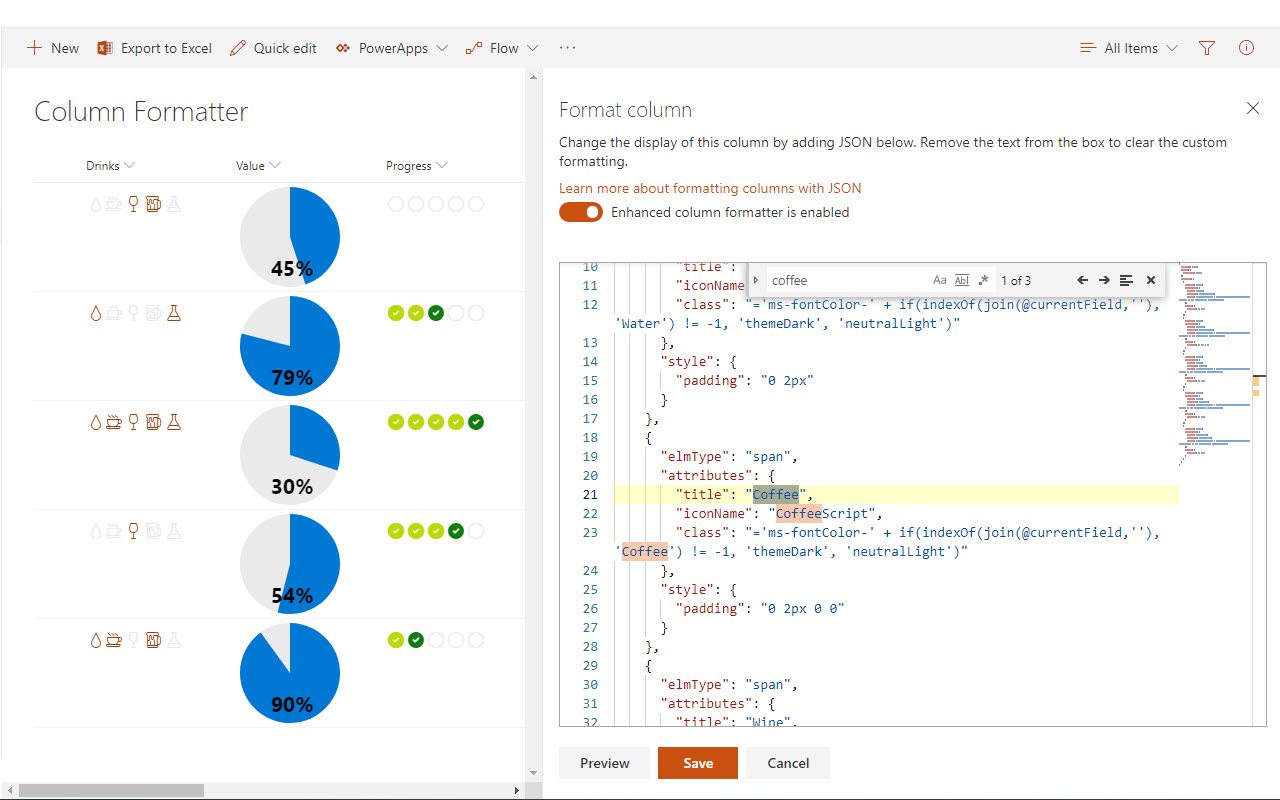 New Export to Excel Quick edit PowerApps Flow ··· All Items
Column Formatter
Drinks Value Progress
45%
79%
30%
54%
90%
Format column
Change the display of this column by adding JSON below. Remove the text from the box to clear the custom
formatting.
Learn more about formatting columns with JSON
Enhanced column formatter is enabled
coffee Aa Abl .* 1 of 3
10 "title":
11 "iconName
12 "class": "='ms-fontColor-' + if(indexOf(join(@currentField,''),
'Water') != -1, 'themeDark', 'neutralLight')"
13 },
14 "style": {
15 "padding": "0 2px"
16 }
17 },
18 {
19 "elmType": "span",
20 "attributes": {
21 "title": "Coffee",
22 "iconName": "CoffeeScript",
23 "class": "='ms-fontColor-' + if(indexOf(join(@currentField,''),
'Coffee') != -1, 'themeDark', 'neutralLight')"
24 },
25 "style": {
26 "padding": "0 2px 0 0"
27 }
28 },
29 {
30 "elmType": "span",
31 "attributes": {
32 "title": "Wine",
Preview Save Cancel